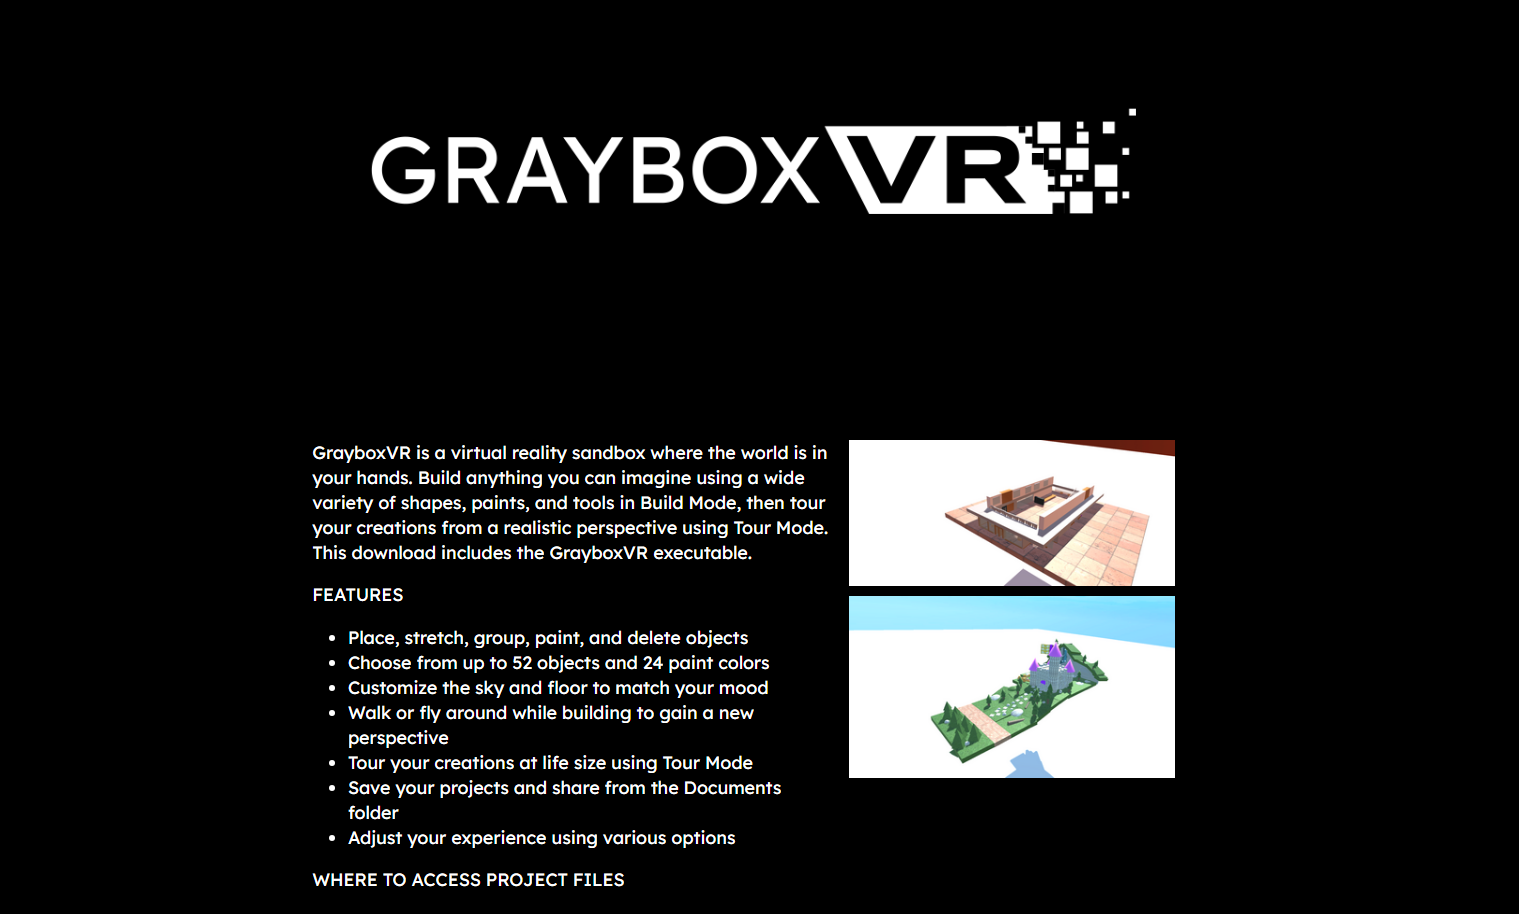 GRAYBOXVR
GrayboxVR is a virtual reality sandbox where the world is in
your hands. Build anything you can imagine using a wide
variety of shapes, paints, and tools in Build Mode, then tour
your creations from a realistic perspective using Tour Mode.
This download includes the GrayboxVR executable.
FEATURES
• Place, stretch, group, paint, and delete objects
• Choose from up to 52 objects and 24 paint colors
• Customize the sky and floor to match your mood
• Walk or fly around while building to gain a new
perspective
• Tour your creations at life size using Tour Mode
• Save your projects and share from the Documents
folder
• Adjust your experience using various options
WHERE TO ACCESS PROJECT FILES